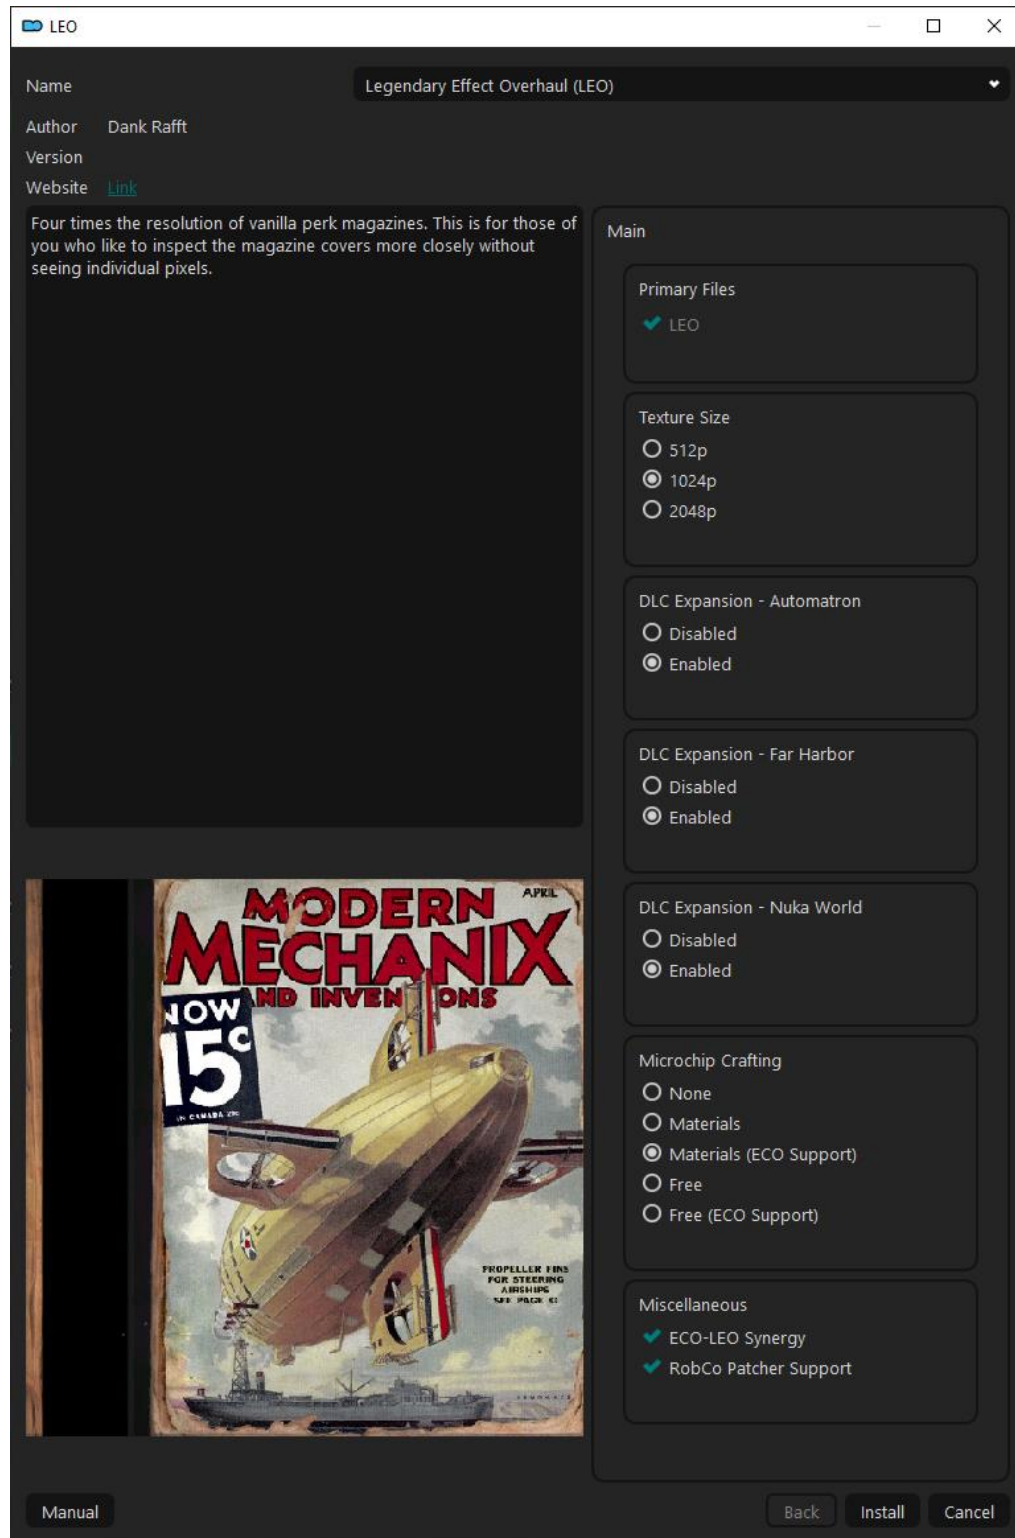 LEO
Name
Legendary Effect Overhaul (LEO)
Author Dank Rafft
Version
Website Link
Four times the resolution of vanilla perk magazines. This is for those of
you who like to inspect the magazine covers more closely without
seeing individual pixels.
MODERN
MECHANIX
AND INVENTIONS
APRIL
NOW
15c
IN CANADA
PROPELLER FINS
FOR STEERING
AIRSHIPS
SEE PAGE
Main
Primary Files
LEO
Texture Size
512p
1024p
2048p
DLC Expansion - Automatron
Disabled
Enabled
DLC Expansion - Far Harbor
Disabled
Enabled
DLC Expansion - Nuka World
Disabled
Enabled
Microchip Crafting
None
Materials
Materials (ECO Support)
Free
Free (ECO Support)
Miscellaneous
ECO-LEO Synergy
RobCo Patcher Support
Manual
Back
Install
Cancel